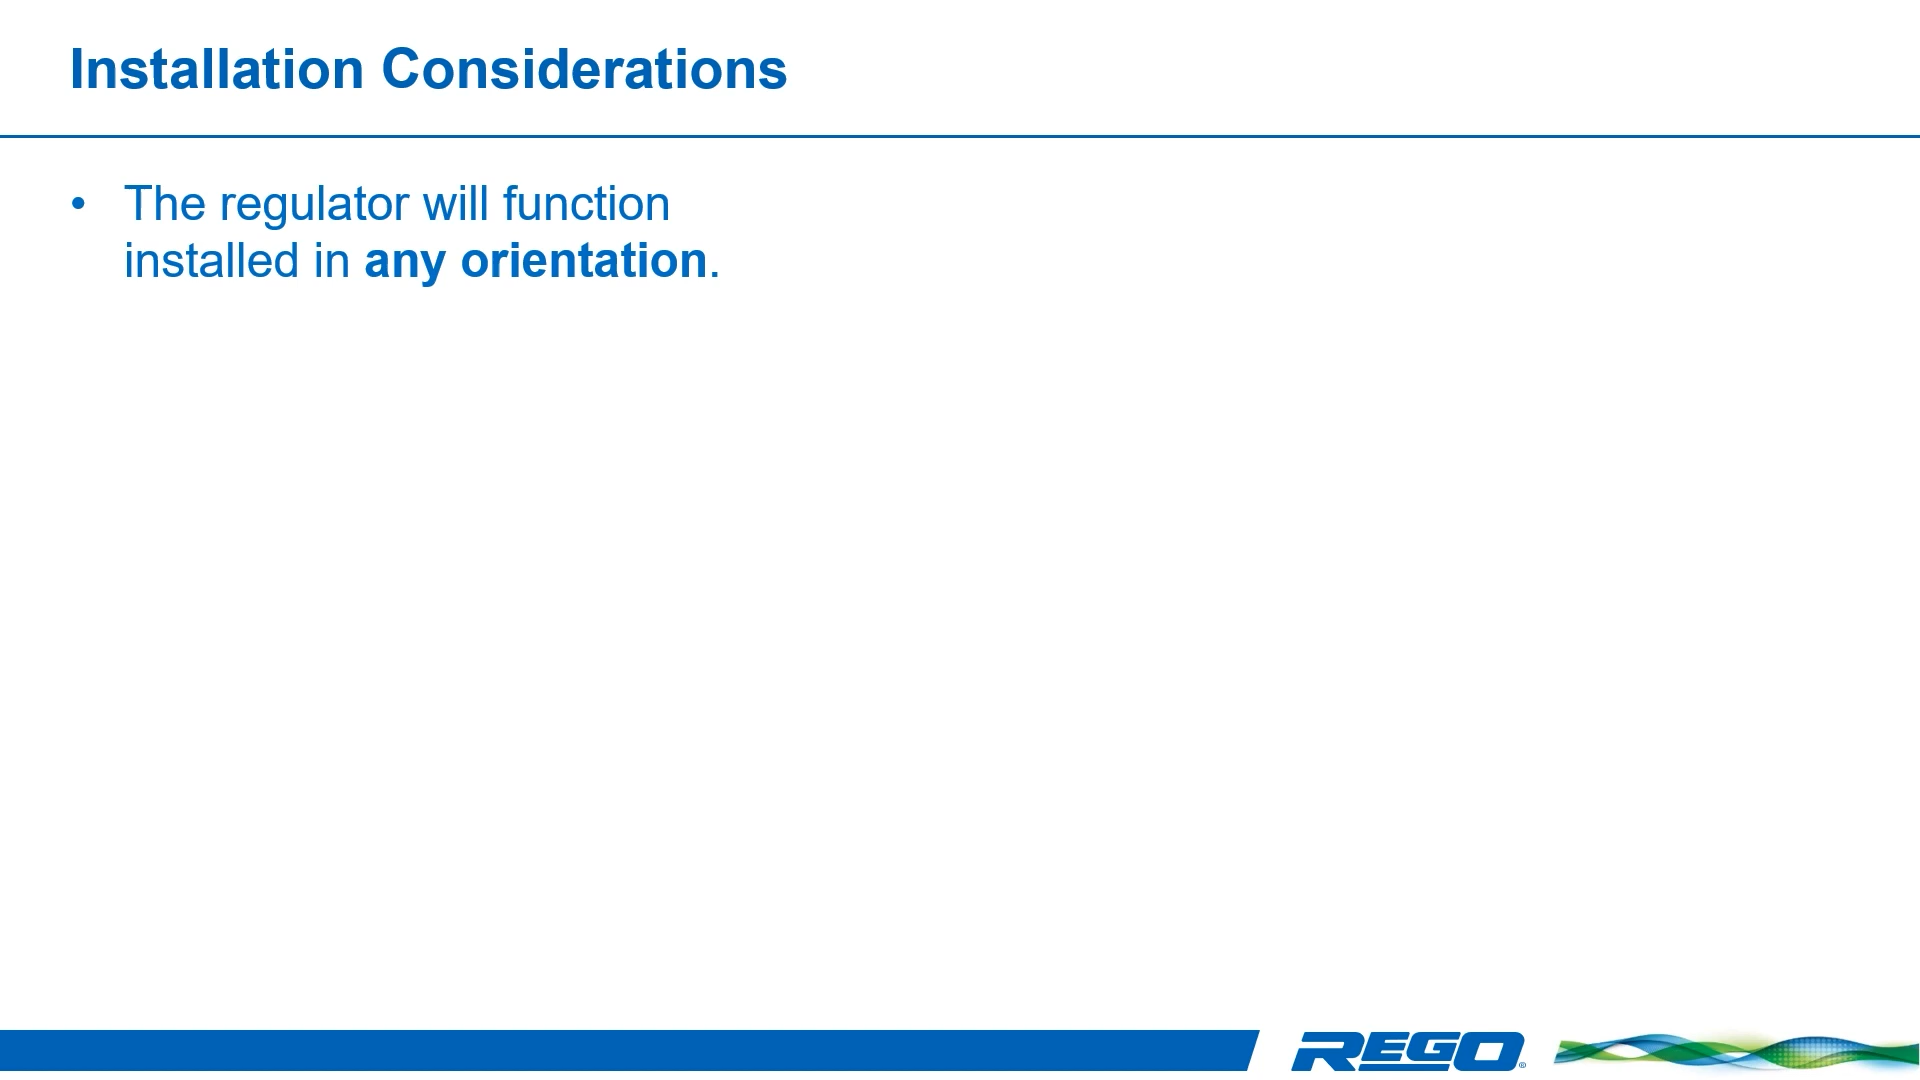 Installation Considerations
• The regulator will function
installed in any orientation.
REGO®